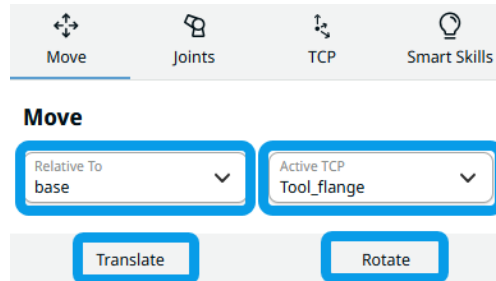 Move Joints TCP Smart Skills
Move
Relative To Active TCP
base Tool_flange
Translate Rotate